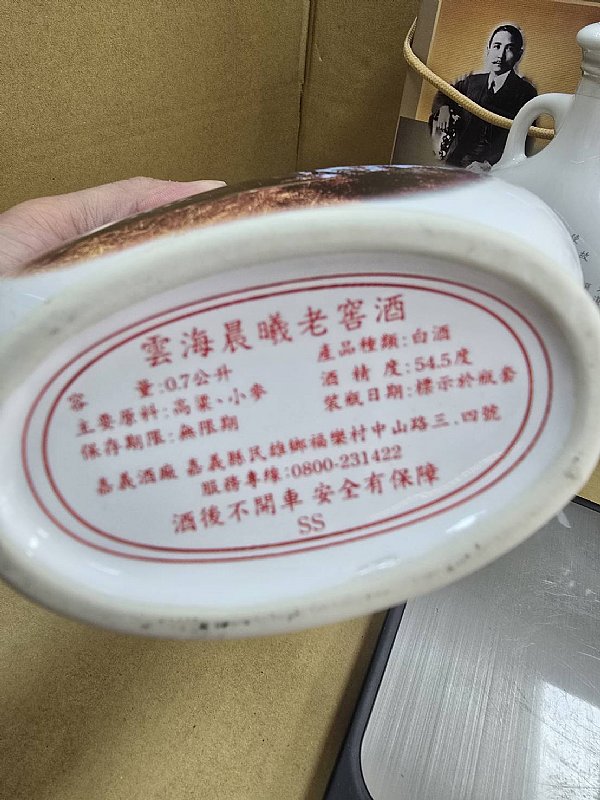 雲海晨曦老窖酒
容 量:0.7公升 產品種類:白酒
主要原料:高粱、小麥 酒精度:54.5度
保存期限:無限期 裝瓶日期:標示於瓶套
嘉義酒廠 嘉義縣民雄鄉福樂村中山路三.四號
服務專線:0800-231422
酒後不開車 安全有保障
SS